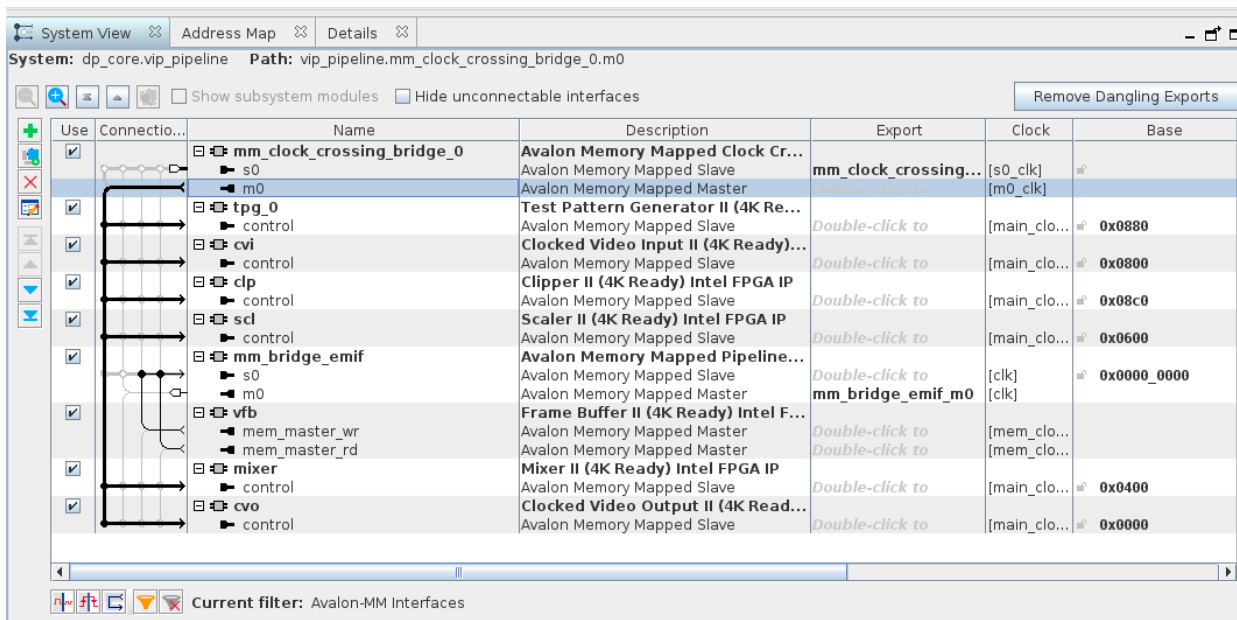 System View Address Map Details
System: dp_core.vip_pipeline Path: vip_pipeline.mm_clock_crossing_bridge_0.m0
Show subsystem modules Hide unconnectable interfaces Remove Dangling Exports
Use Connectio... Name Description Export Clock Base
mm_clock_crossing_bridge_0 Avalon Memory Mapped Clock Cr...
s0 Avalon Memory Mapped Slave mm_clock_crossing... [s0_clk]
m0 Avalon Memory Mapped Master Double-click to [m0_clk]
tpg_0 Test Pattern Generator II (4K Re...
control Avalon Memory Mapped Slave Double-click to [main_clo... 0x0880
cvi Clocked Video Input II (4K Ready)...
control Avalon Memory Mapped Slave Double-click to [main_clo... 0x0800
clp Clipper II (4K Ready) Intel FPGA IP
control Avalon Memory Mapped Slave Double-click to [main_clo... 0x08c0
scl Scaler II (4K Ready) Intel FPGA IP
control Avalon Memory Mapped Slave Double-click to [main_clo... 0x0600
mm_bridge_emif Avalon Memory Mapped Pipeline...
s0 Avalon Memory Mapped Slave Double-click to [clk] 0x0000_0000
m0 Avalon Memory Mapped Master mm_bridge_emif_m0 [clk]
vfb Frame Buffer II (4K Ready) Intel F...
mem_master_wr Avalon Memory Mapped Master Double-click to [mem_clo...
mem_master_rd Avalon Memory Mapped Master Double-click to [mem_clo...
mixer Mixer II (4K Ready) Intel FPGA IP
control Avalon Memory Mapped Slave Double-click to [main_clo... 0x0400
cvo Clocked Video Output II (4K Read...
control Avalon Memory Mapped Slave Double-click to [main_clo... 0x0000
Current filter: Avalon-MM Interfaces